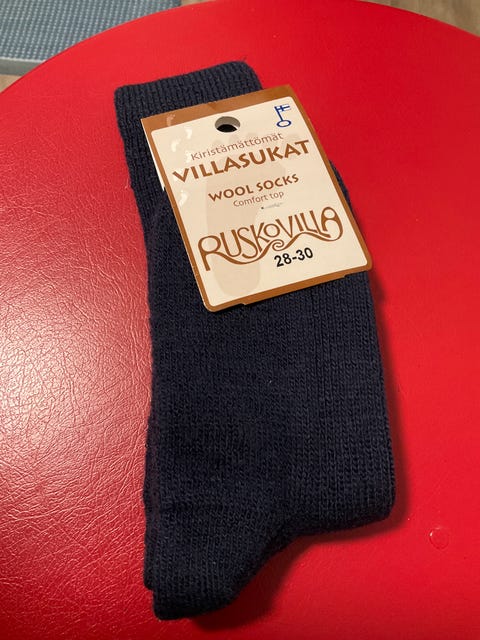 Kiristämättömät
VILLASUKAT
WOOL SOCKS
Comfort top
RUSKOVILLA
28-30